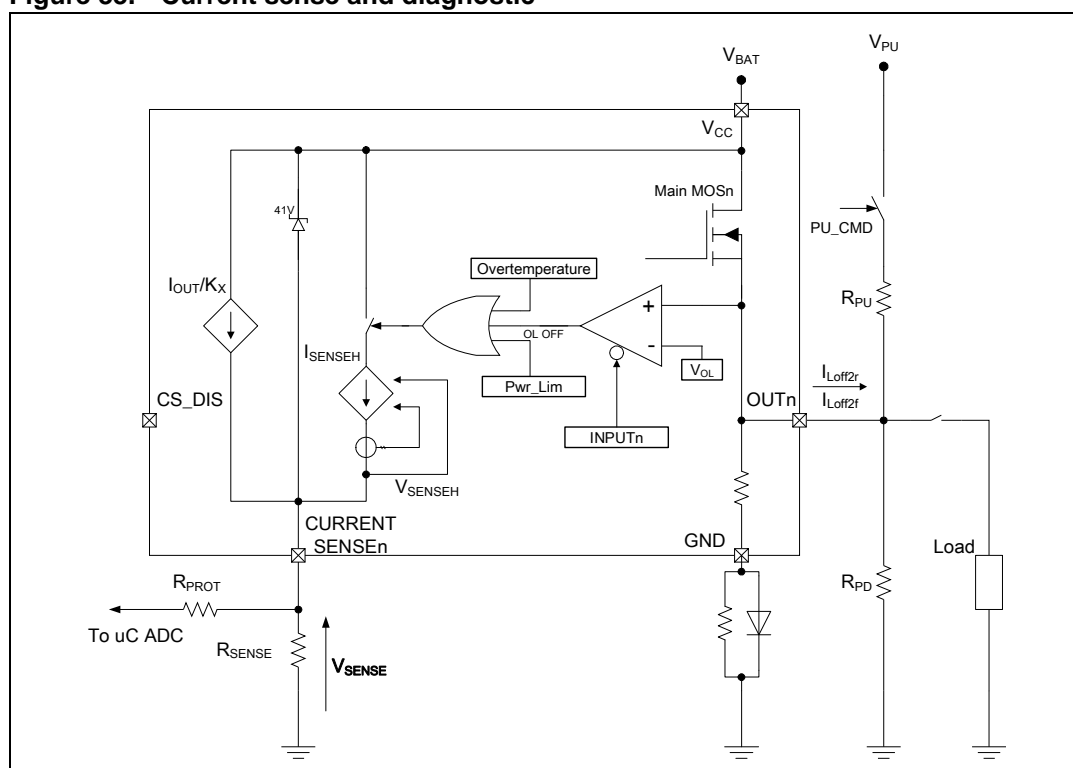 Figure 33. Current sense and diagnostic
VPU
VBAT
VCC
Main MOSn
PU_CMD
41V
Overtemperature
IOUT/KX
RPU
+
OL OFF
-
ISENSEH
VOL
Pwr_Lim
ILoff2r
CS_DIS
OUTn
ILoff2f
INPUTn
VSENSEH
CURRENT
SENSEn
GND
Load
RPROT
RPD
To uC ADC
RSENSE
VSENSE